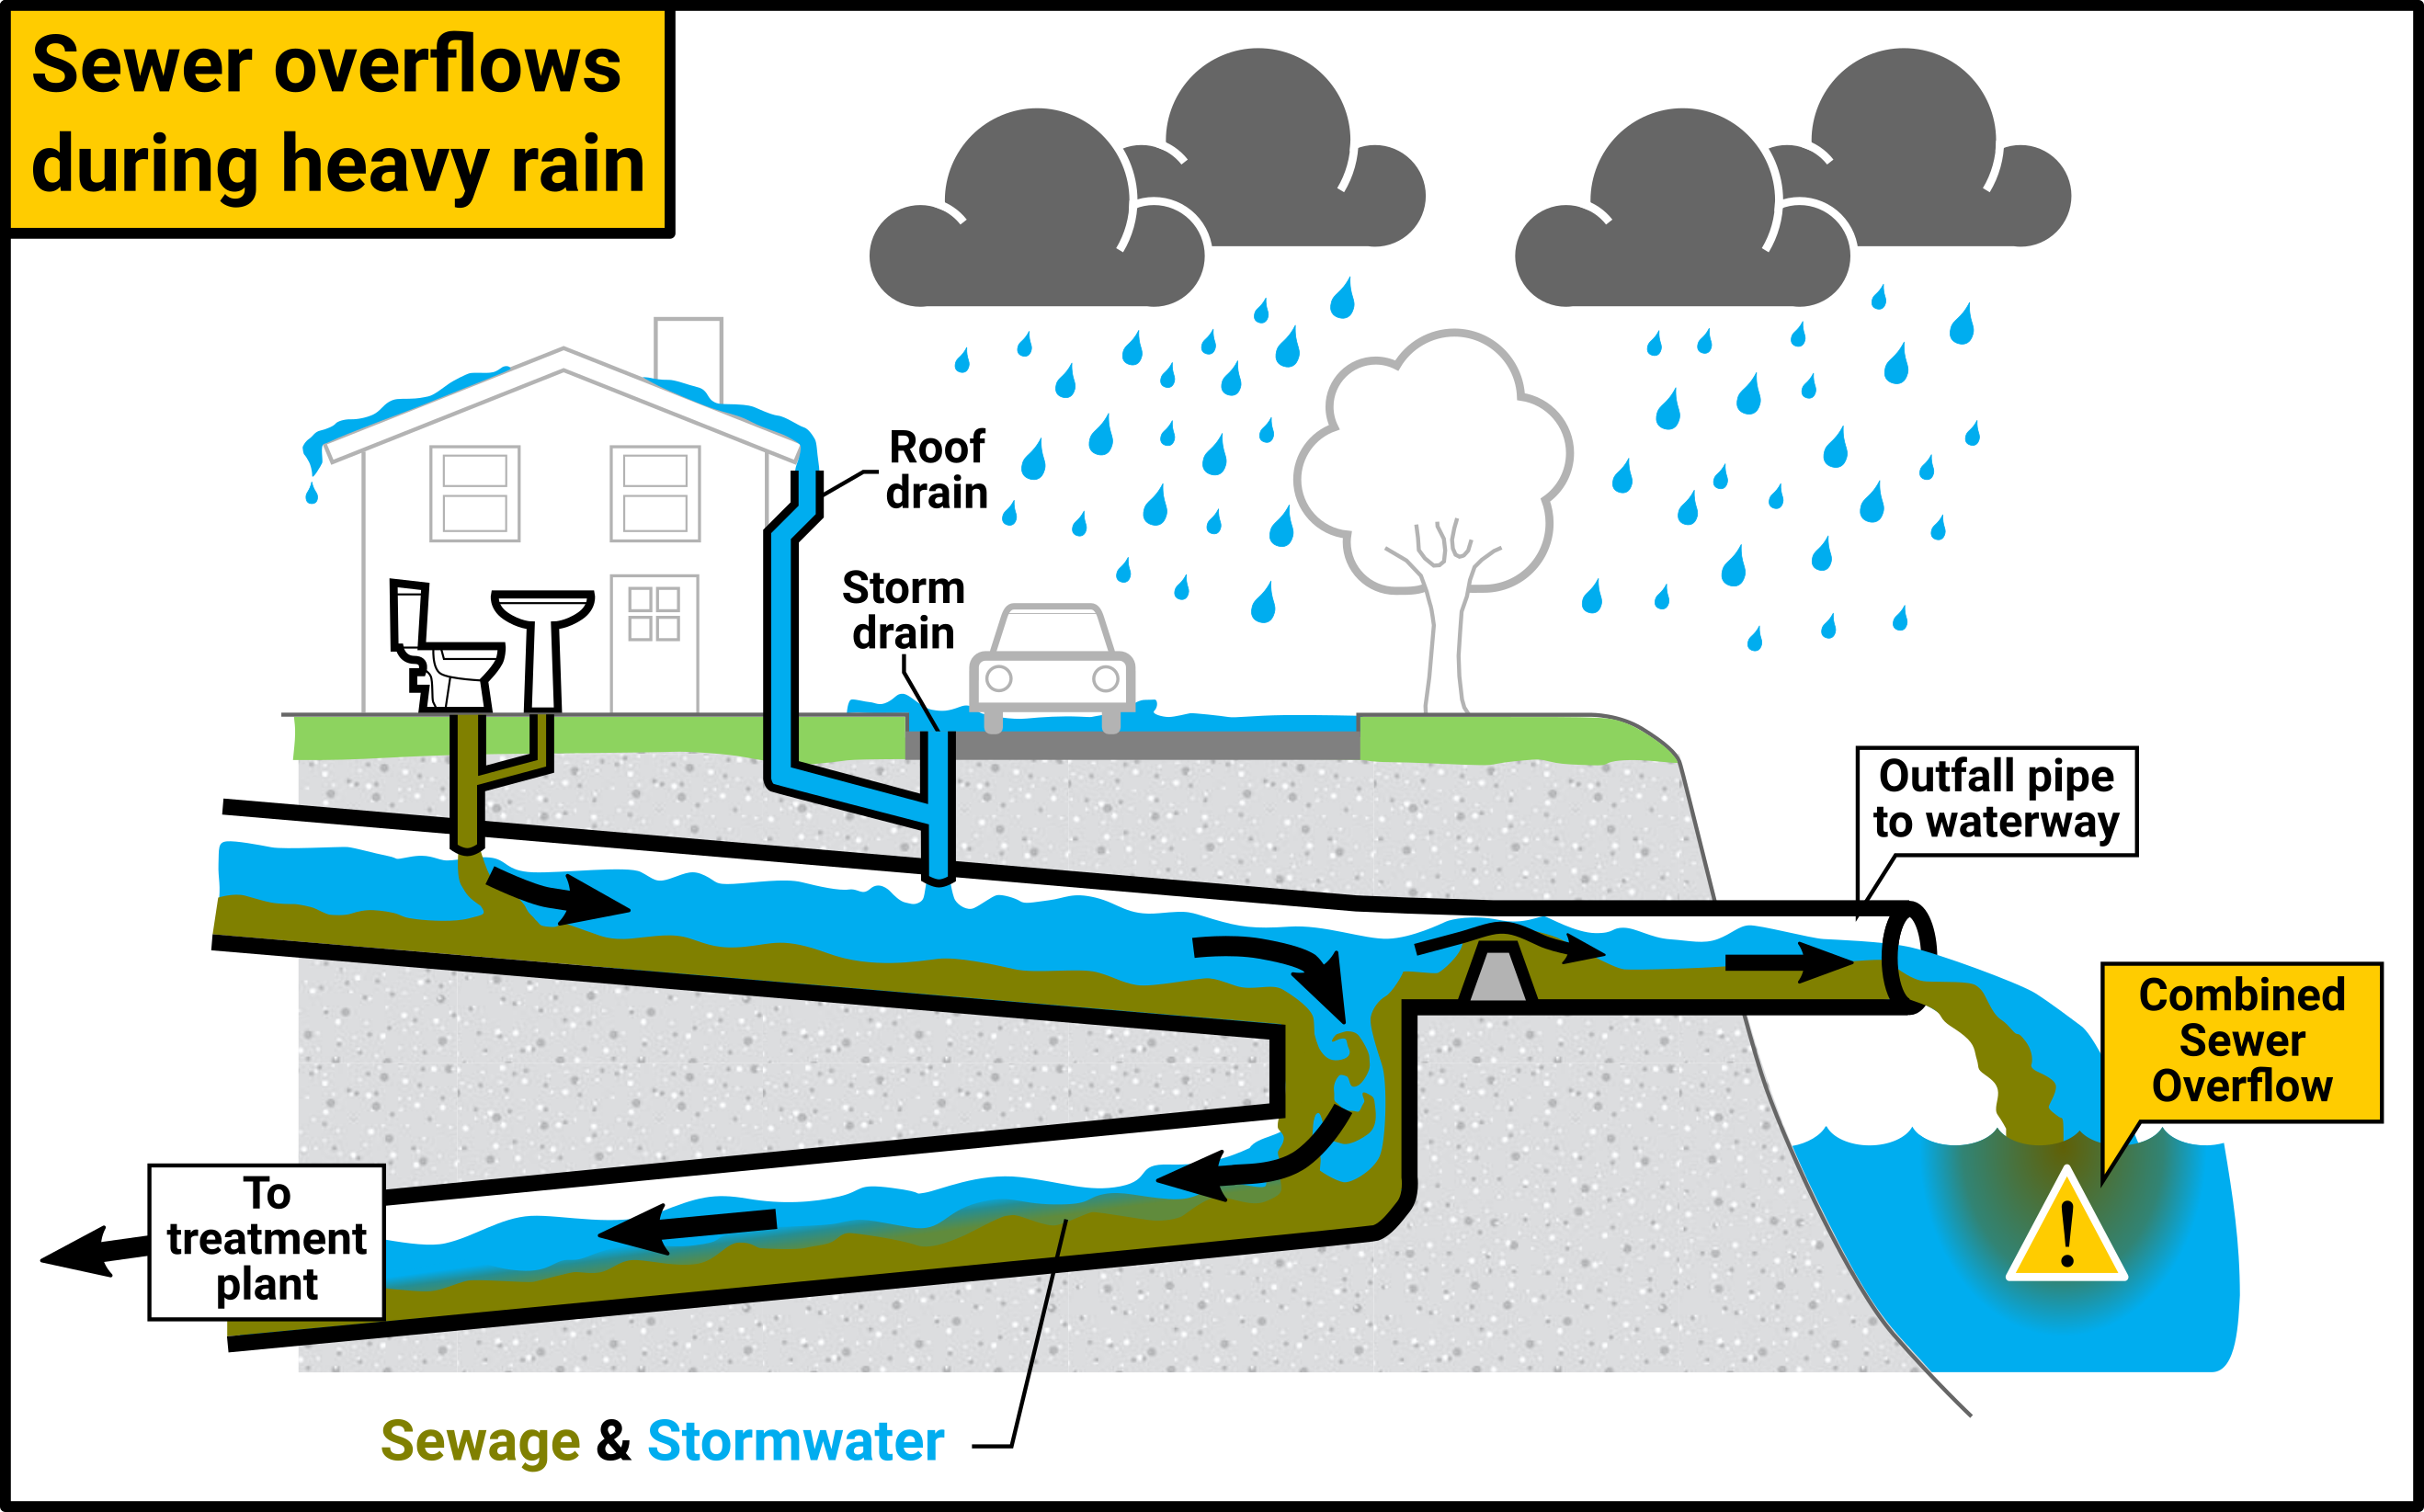 Sewer overflows
during heavy rain
Roof
drain
Storm
drain
Outfall pipe
to waterway
Combined
Sewer
Overflow
To
treatment
plant
!
Sewage & Stormwater